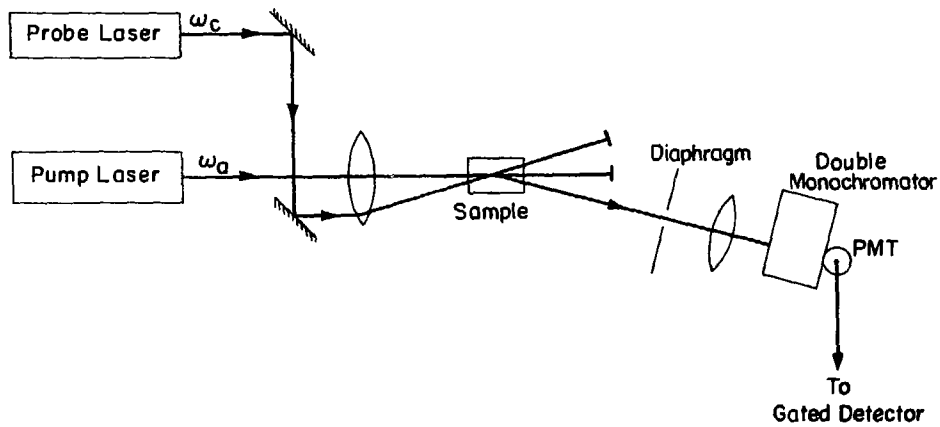 Probe Laser
ωc
Pump Laser
ωa
Sample
Diaphragm
Double
Monochromator
PMT
To
Gated Detector